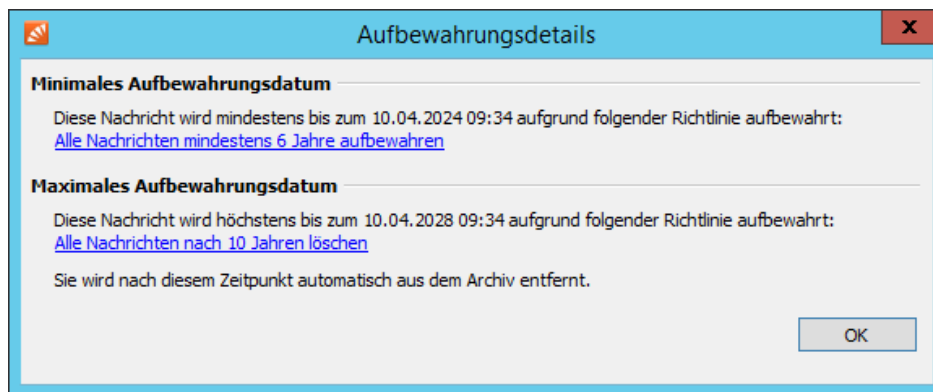 Aufbewahrungsdetails
x
Minimales Aufbewahrungsdatum
Diese Nachricht wird mindestens bis zum 10.04.2024 09:34 aufgrund folgender Richtlinie aufbewahrt:
Alle Nachrichten mindestens 6 Jahre aufbewahren
Maximales Aufbewahrungsdatum
Diese Nachricht wird höchstens bis zum 10.04.2028 09:34 aufgrund folgender Richtlinie aufbewahrt:
Alle Nachrichten nach 10 Jahren löschen
Sie wird nach diesem Zeitpunkt automatisch aus dem Archiv entfernt.
OK